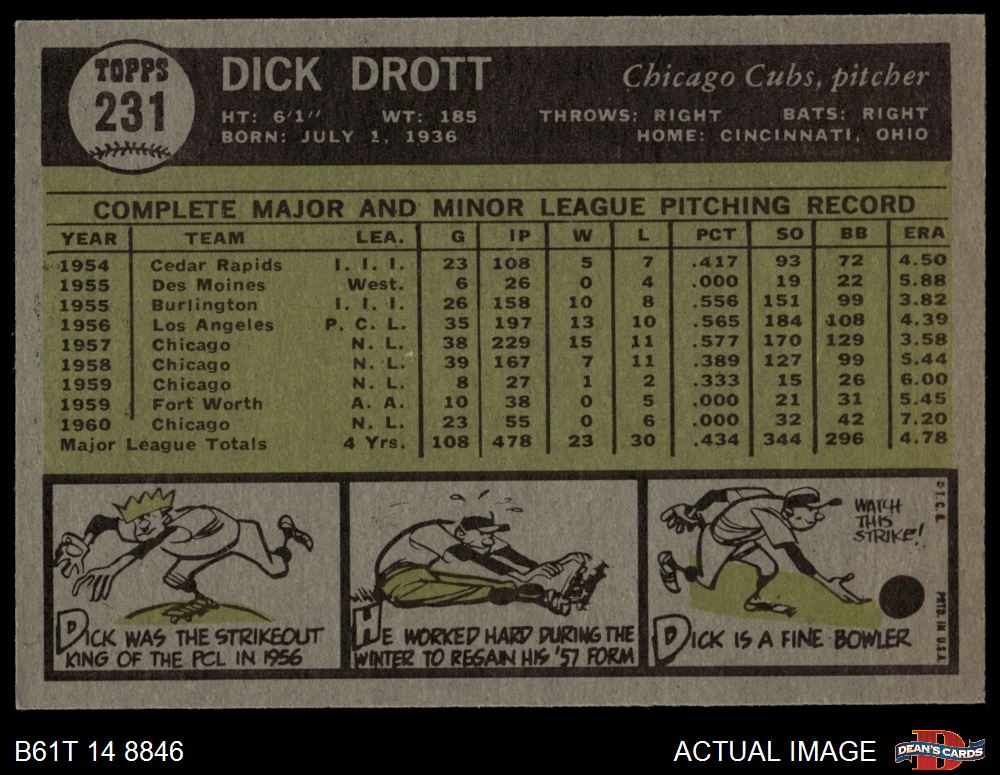 TOPPS
231
DICK DROTT
Chicago Cubs, pitcher
HT: 6'1" WT: 185 THROWS: RIGHT BATS: RIGHT
BORN: JULY 1, 1936 HOME: CINCINNATI, OHIO
COMPLETE MAJOR AND MINOR LEAGUE PITCHING RECORD
YEAR TEAM LEA. G IP W L PCT SO BB ERA
1954 Cedar Rapids I. I. I. 23 108 5 7 .417 93 72 4.50
1955 Des Moines West. 6 26 0 4 .000 19 22 5.88
1955 Burlington I. I. I. 26 158 10 8 .556 151 99 3.82
1956 Los Angeles P. C. L. 35 197 13 10 .565 184 108 4.39
1957 Chicago N. L. 38 229 15 11 .577 170 129 3.58
1958 Chicago N. L. 39 167 7 11 .389 127 99 5.44
1959 Chicago N. L. 8 27 1 2 .333 15 26 6.00
1959 Fort Worth A. A. 10 38 0 5 .000 21 31 5.45
1960 Chicago N. L. 23 55 0 6 .000 32 42 7.20
Major League Totals 4 Yrs. 108 478 23 30 .434 344 296 4.78
DICK WAS THE STRIKEOUT
KING OF THE PCL IN 1956
HE WORKED HARD DURING THE
WINTER TO REGAIN HIS '57 FORM
WATCH
THIS
STRIKE!
DICK IS A FINE BOWLER
© T. C. G. PRTD. IN U.S.A.
B61T 14 8846
ACTUAL IMAGE
DEAN'S CARDS